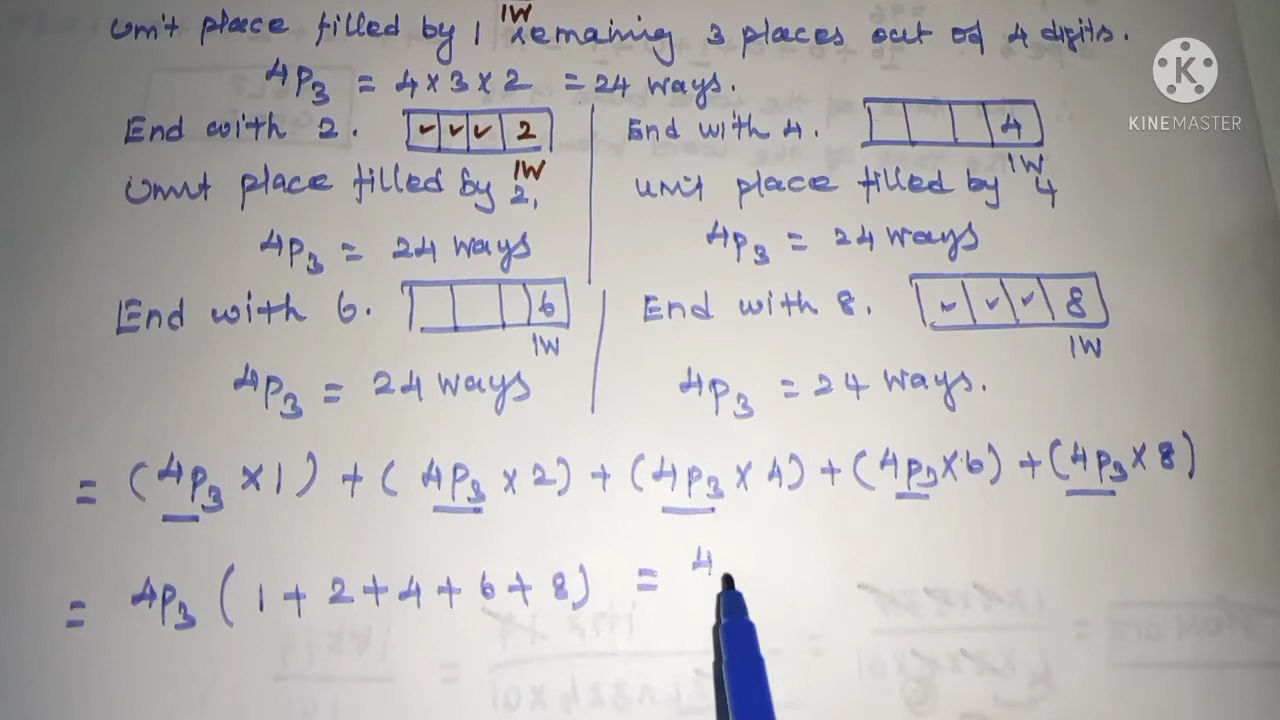 1W
Unit place filled by 1 remaining 3 places out of 4 digits.
4P3 = 4 × 3 × 2 = 24 ways.
End with 2. ✓ ✓ ✓ 2
1W
Unit place filled by 2,
4P3 = 24 ways
End with 4. 4
1W
unit place filled by 4
4P3 = 24 ways
End with 6. 6
1W
4P3 = 24 ways
End with 8. ✓ ✓ ✓ 8
1W
4P3 = 24 ways.
= (4P3 × 1) + (4P3 × 2) + (4P3 × 4) + (4P3 × 6) + (4P3 × 8)
= 4P3 (1 + 2 + 4 + 6 + 8) = 4
K
KINEMASTER